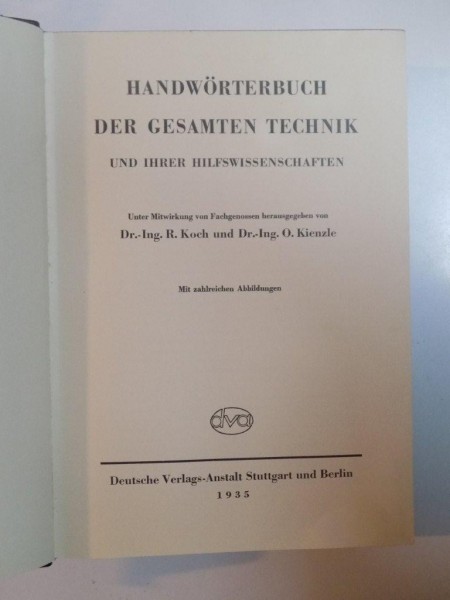 HANDWÖRTERBUCH
DER GESAMTEN TECHNIK
UND IHRER HILFSWISSENSCHAFTEN
Unter Mitwirkung von Fachgenossen herausgegeben von
Dr.-Ing. R. Koch und Dr.-Ing. O. Kienzle
Mit zahlreichen Abbildungen
dva
Deutsche Verlags-Anstalt Stuttgart und Berlin
1935